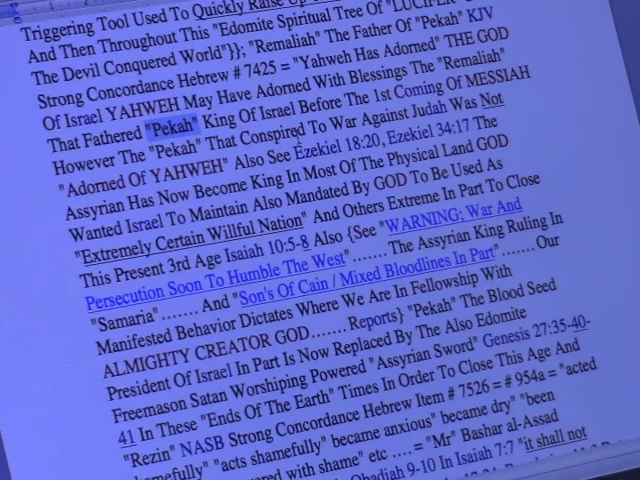 Triggering Tool Used To Quickly Raise Up
And Then Throughout This "Edomite Spiritual Tree Of "LUCIFER
The Devil Conquered World"}}; "Remaliah" The Father Of "Pekah" KJV
Strong Concordance Hebrew # 7425 = "Yahweh Has Adorned" THE GOD
Of Israel YAHWEH May Have Adorned With Blessings The "Remaliah"
That Fathered "Pekah" King Of Israel Before The 1st Coming Of MESSIAH
However The "Pekah" That Conspired To War Against Judah Was Not
"Adorned Of YAHWEH" Also See Ezekiel 18:20, Ezekiel 34:17 The
Assyrian Has Now Become King In Most Of The Physical Land GOD
Wanted Israel To Maintain Also Mandated By GOD To Be Used As
"Extremely Certain Willful Nation" And Others Extreme In Part To Close
This Present 3rd Age Isaiah 10:5-8 Also {See "WARNING; War And
Persecution Soon To Humble The West" ....... The Assyrian King Ruling In
"Samaria" ....... And "Son's Of Cain / Mixed Bloodlines In Part" ....... Our
Manifested Behavior Dictates Where We Are In Fellowship With
ALMIGHTY CREATOR GOD....... Reports} "Pekah" The Blood Seed
President Of Israel In Part Is Now Replaced By The Also Edomite
Freemason Satan Worshiping Powered "Assyrian Sword" Genesis 27:35-40-
41 In These "Ends Of The Earth" Times In Order To Close This Age And
"Rezin" NASB Strong Concordance Hebrew Item # 7526 = # 954a = "acted
shamefully" "acts shamefully" became anxious" became dry" "been
with shame" etc .... = "Mr" Bashar al-Assad
Obadiah 9-10 In Isaiah 7:7 "it shall not